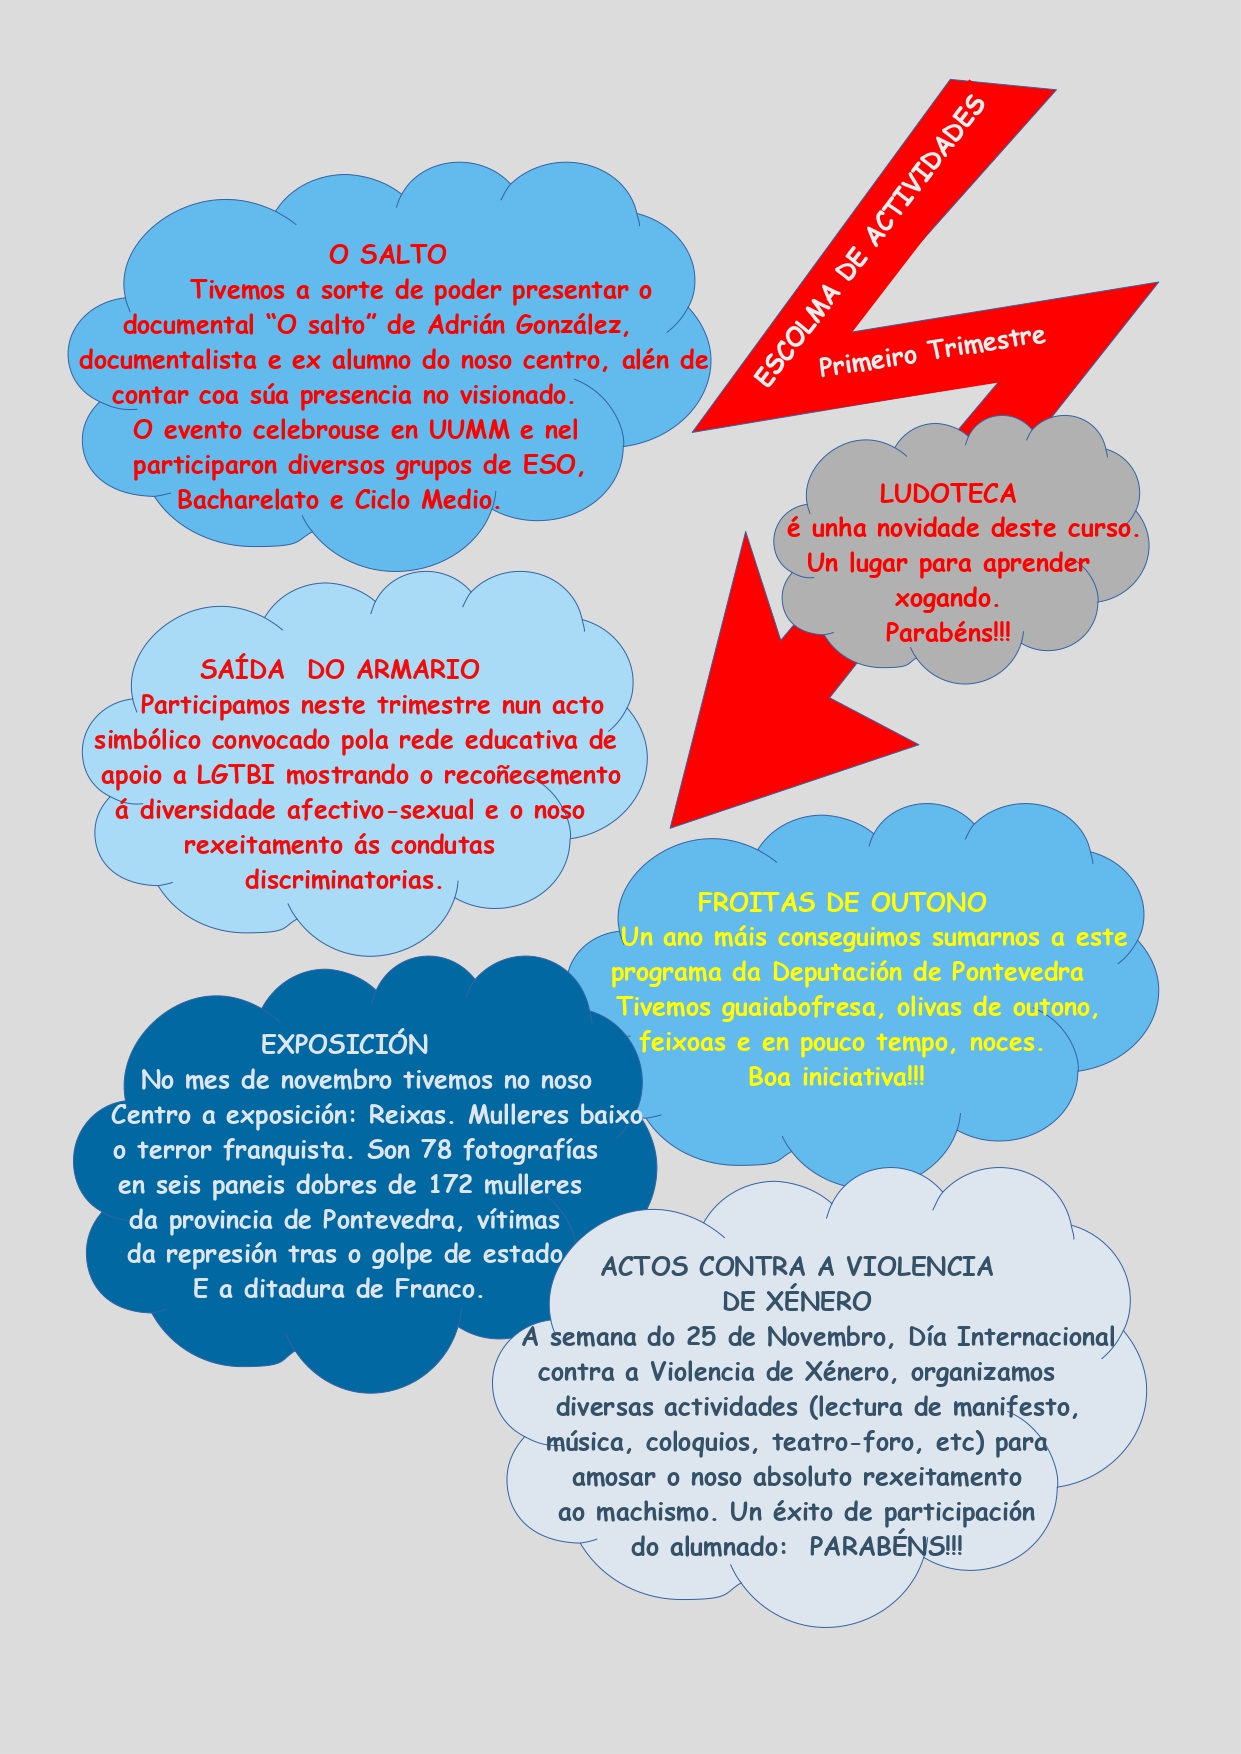 ESCOLMA DE ACTIVIDADES
Primeiro Trimestre
O SALTO
Tivemos a sorte de poder presentar o
documental “O salto” de Adrián González,
documentalista e ex alumno do noso centro, alén de
contar coa súa presencia no visionado.
O evento celebrouse en UUMM e nel
participaron diversos grupos de ESO,
Bacharelato e Ciclo Medio.
LUDOTECA
é unha novidade deste curso.
Un lugar para aprender
xogando.
Parabéns!!!
SAÍDA DO ARMARIO
Participamos neste trimestre nun acto
simbólico convocado pola rede educativa de
apoio a LGTBI mostrando o recoñecemento
á diversidade afectivo-sexual e o noso
rexeitamento ás condutas
discriminatorias.
FROITAS DE OUTONO
Un ano máis conseguimos sumarnos a este
programa da Deputación de Pontevedra
Tivemos guaiabofresa, olivas de outono,
feixoas e en pouco tempo, noces.
Boa iniciativa!!!
EXPOSICIÓN
No mes de novembro tivemos no noso
Centro a exposición: Reixas. Mulleres baixo
o terror franquista. Son 78 fotografías
en seis paneis dobres de 172 mulleres
da provincia de Pontevedra, vítimas
da represión tras o golpe de estado
E a ditadura de Franco.
ACTOS CONTRA A VIOLENCIA
DE XÉNERO
A semana do 25 de Novembro, Día Internacional
contra a Violencia de Xénero, organizamos
diversas actividades (lectura de manifesto,
música, coloquios, teatro-foro, etc) para
amosar o noso absoluto rexeitamento
ao machismo. Un éxito de participación
do alumnado: PARABÉNS!!!